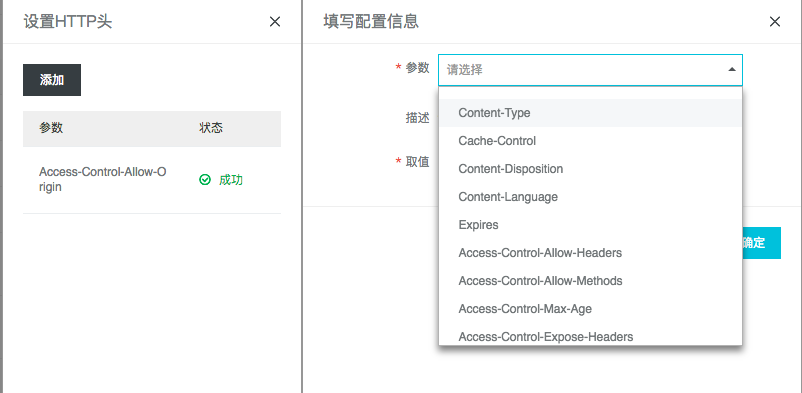 设置HTTP头
添加
参数 状态
Access-Control-Allow-O
rigin
成功
填写配置信息
* 参数 请选择
描述
* 取值
Content-Type
Cache-Control
Content-Disposition
Content-Language
Expires
Access-Control-Allow-Headers
Access-Control-Allow-Methods
Access-Control-Max-Age
Access-Control-Expose-Headers
确定